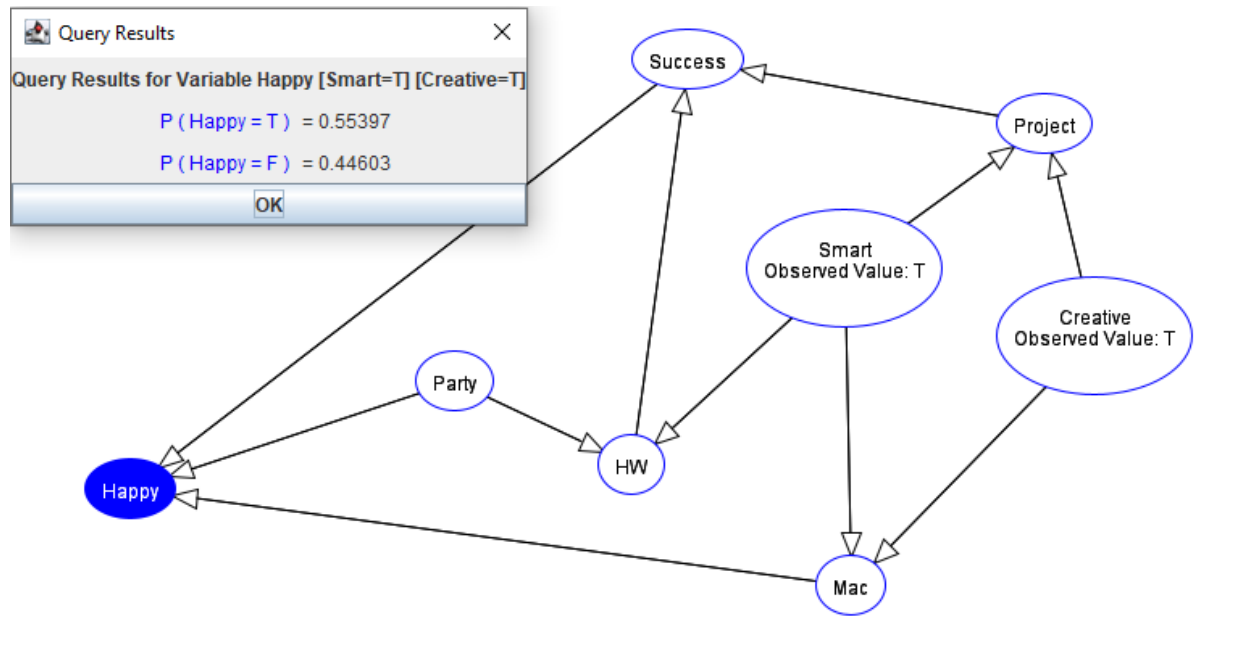 Query Results
Query Results for Variable Happy [Smart=T] [Creative=T]
P ( Happy = T ) = 0.55397
P ( Happy = F ) = 0.44603
OK
Success
Project
Smart
Observed Value: T
Creative
Observed Value: T
Party
HW
Happy
Mac